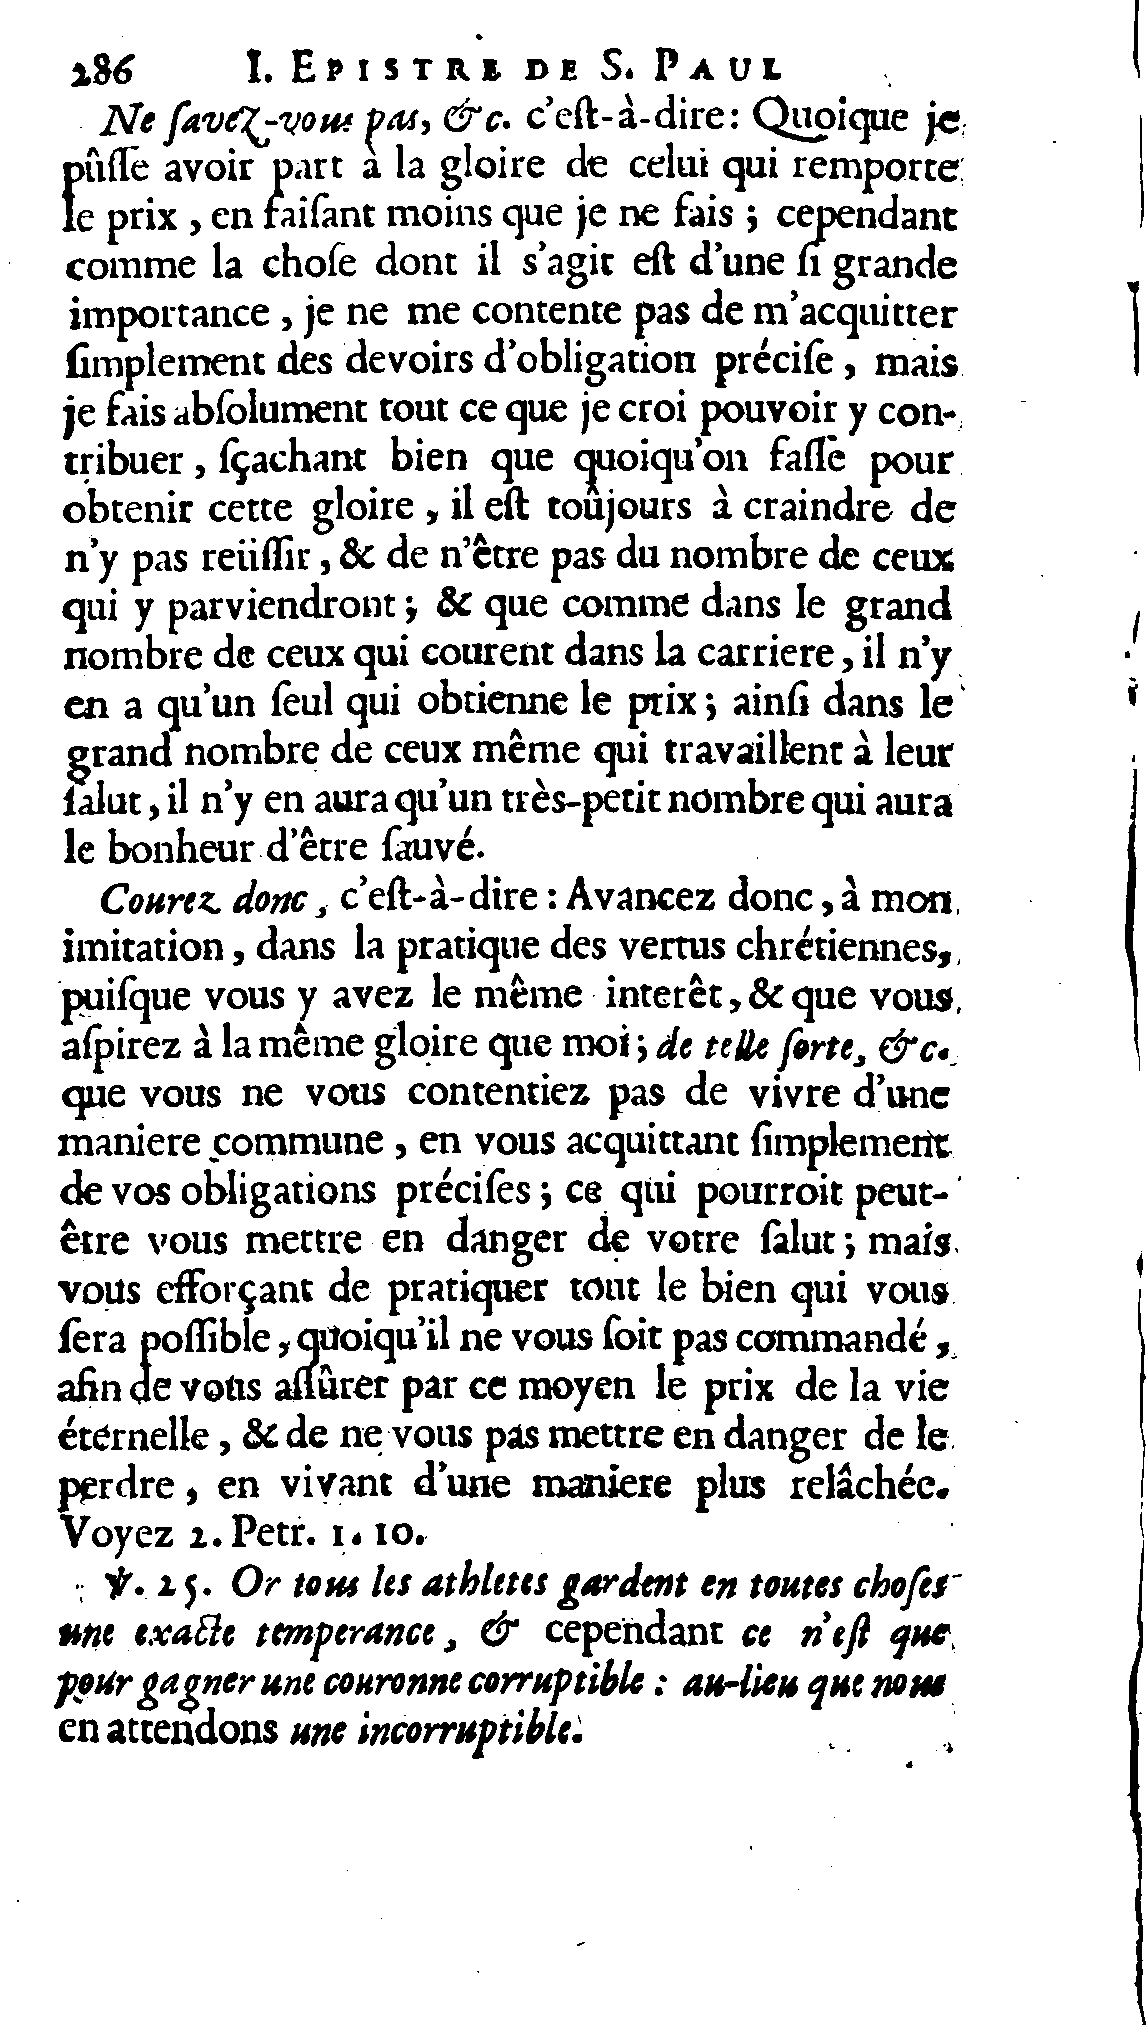 286 I. EPISTRE DE S. PAUL
Ne ſavez-vous pas, &c. c'eſt-à-dire: Quoique je
pûſſe avoir part à la gloire de celui qui remporte
le prix, en faiſant moins que je ne fais; cependant
comme la choſe dont il s'agit eſt d'une ſi grande
importance, je ne me contente pas de m'acquitter
ſimplement des devoirs d'obligation préciſe, mais
je fais abſolument tout ce que je croi pouvoir y con-
tribuer, ſçachant bien que quoiqu'on faſſe pour
obtenir cette gloire, il eſt toûjours à craindre de
n'y pas reüſſir, & de n'être pas du nombre de ceux
qui y parviendront; & que comme dans le grand
nombre de ceux qui courent dans la carriere, il n'y
en a qu'un ſeul qui obtienne le prix; ainſi dans le
grand nombre de ceux même qui travaillent à leur
ſalut, il n'y en aura qu'un très-petit nombre qui aura
le bonheur d'être ſauvé.
Courez donc, c'eſt-à-dire: Avancez donc, à mon
imitation, dans la pratique des vertus chrétiennes,
puiſque vous y avez le même interêt, & que vous
aſpirez à la même gloire que moi; de telle ſorte, &c.
que vous ne vous contentiez pas de vivre d'une
maniere commune, en vous acquittant ſimplement
de vos obligations préciſes; ce qui pourroit peut-
être vous mettre en danger de votre ſalut; mais
vous efforçant de pratiquer tout le bien qui vous
ſera poſſible, quoiqu'il ne vous ſoit pas commandé,
afin de vous aſſûrer par ce moyen le prix de la vie
éternelle, & de ne vous pas mettre en danger de le
perdre, en vivant d'une maniere plus relâchée.
Voyez 2. Petr. 1. 10.
℣. 25. Or tous les athletes gardent en toutes choſes
une exacte temperance, & cependant ce n'eſt que
pour gagner une couronne corruptible: au-lieu que nous
en attendons une incorruptible.